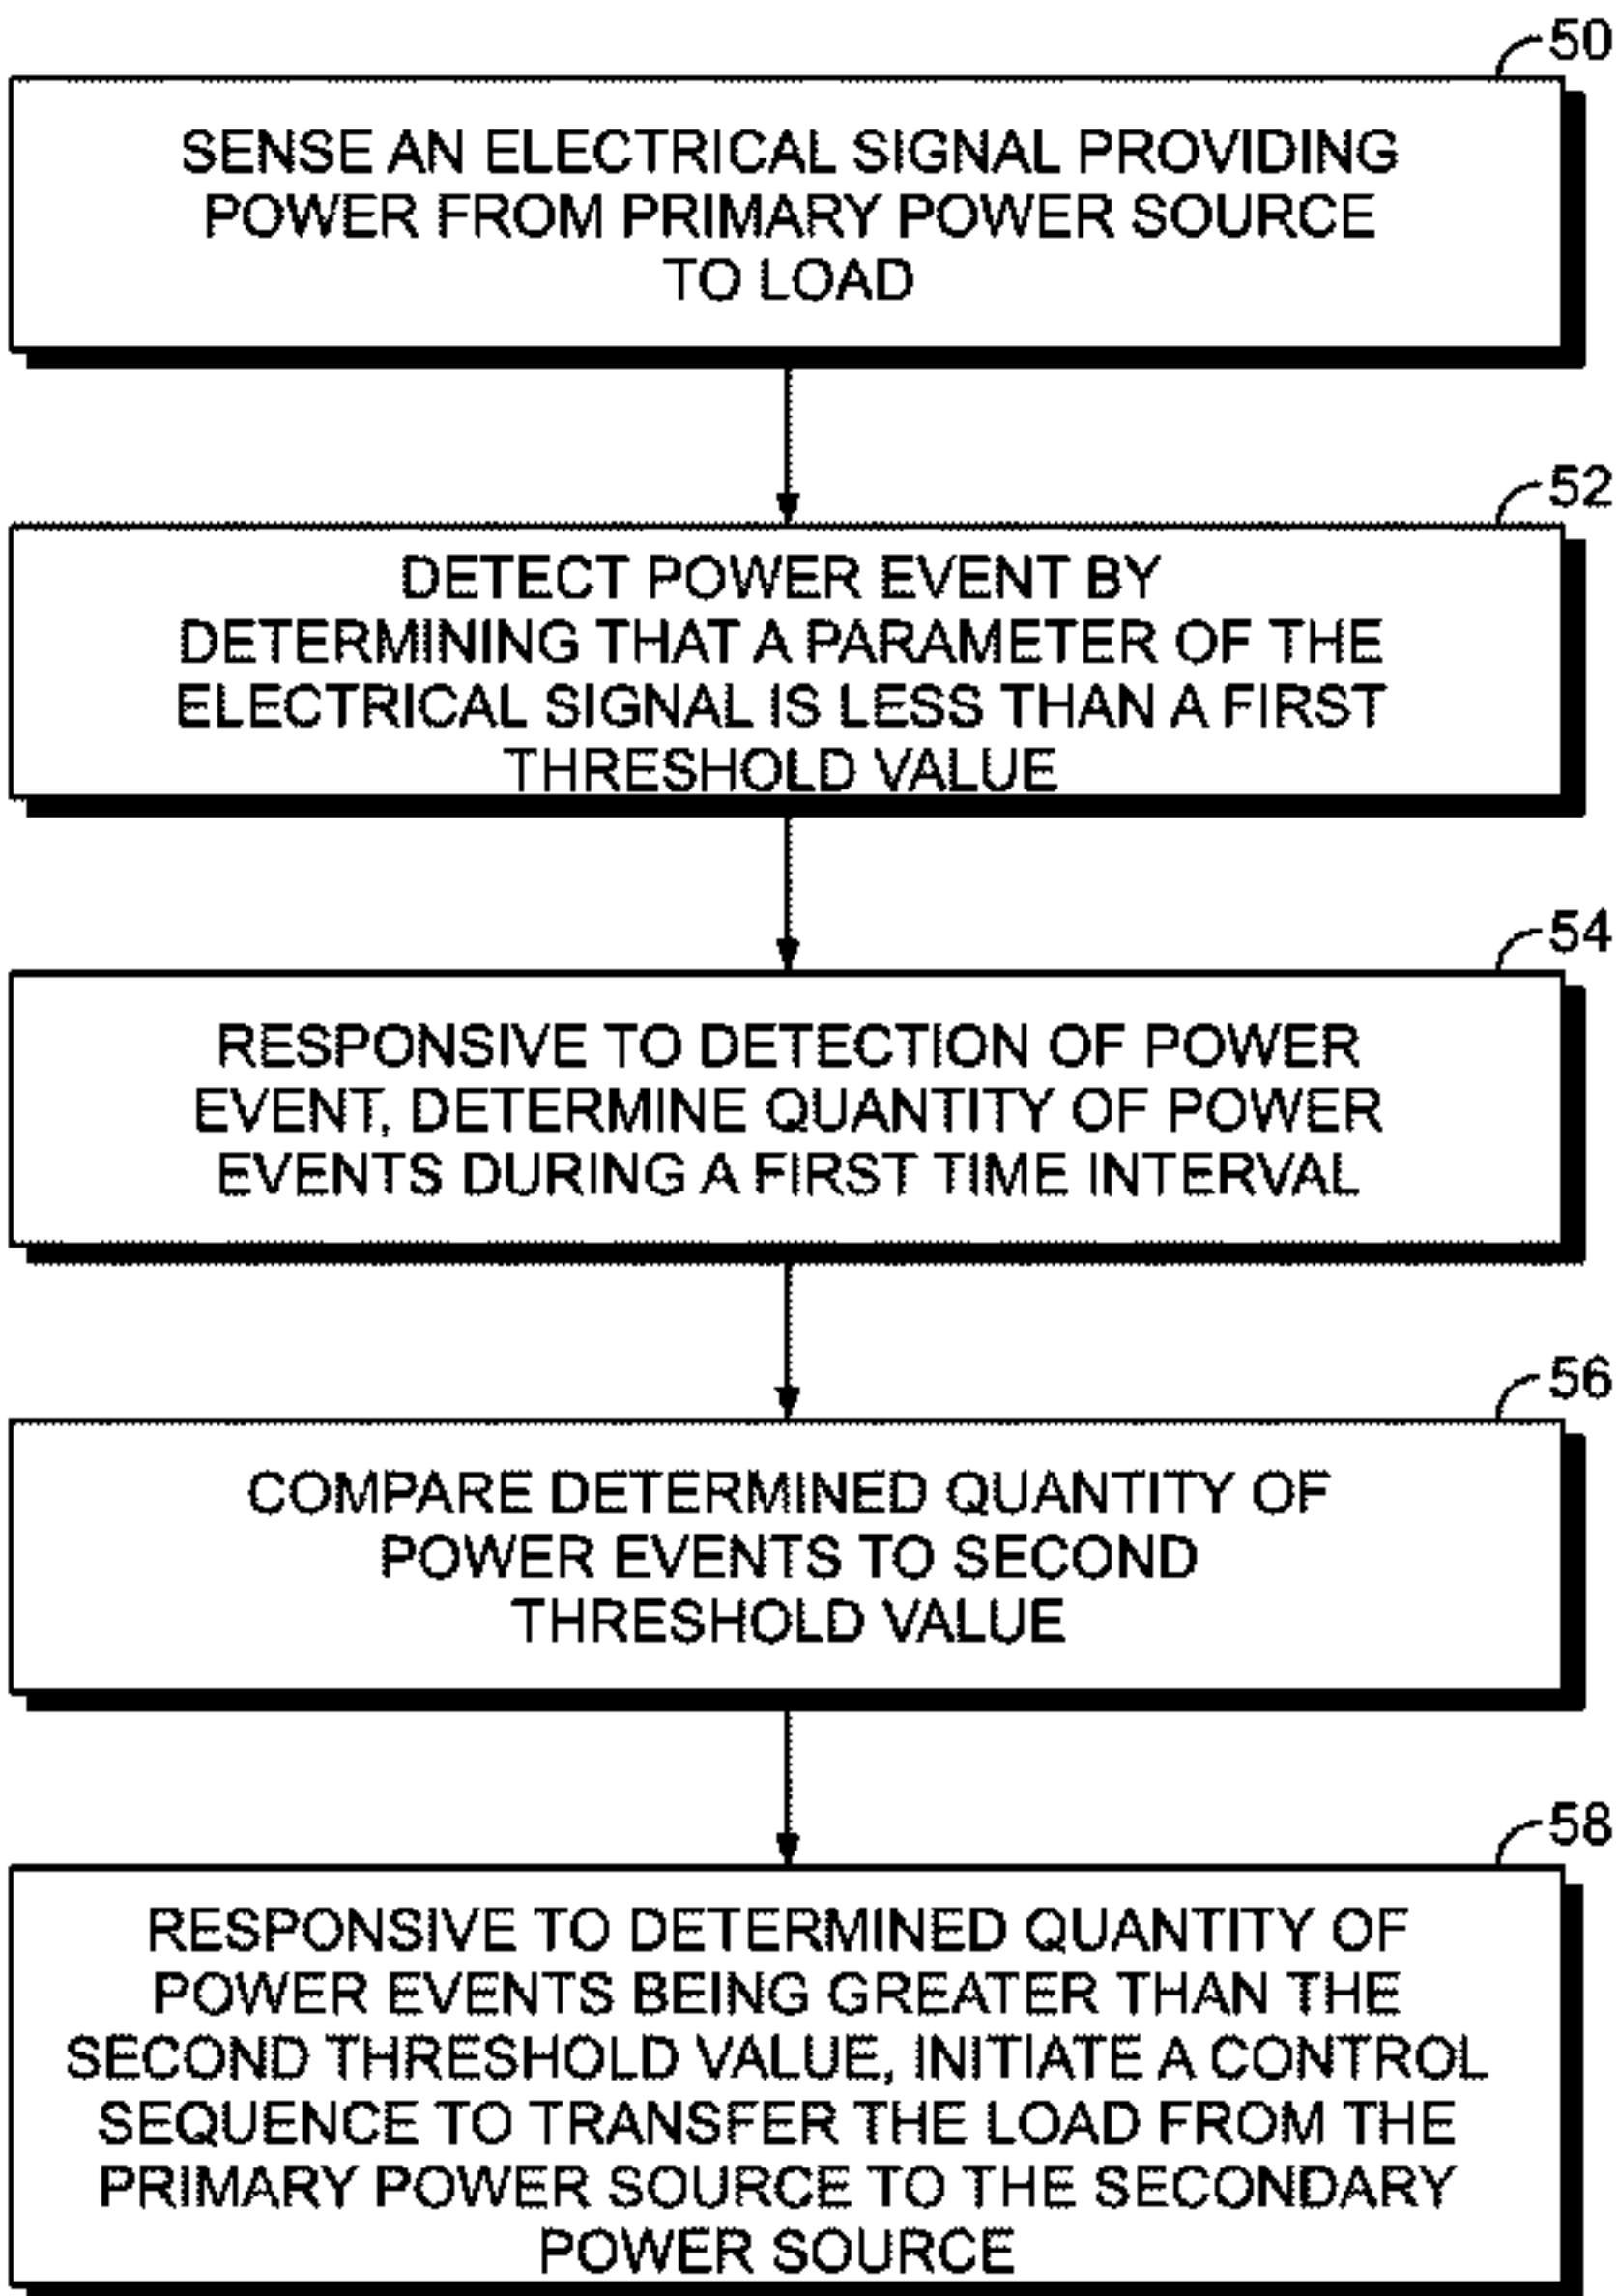 50
SENSE AN ELECTRICAL SIGNAL PROVIDING
POWER FROM PRIMARY POWER SOURCE
TO LOAD
52
DETECT POWER EVENT BY
DETERMINING THAT A PARAMETER OF THE
ELECTRICAL SIGNAL IS LESS THAN A FIRST
THRESHOLD VALUE
54
RESPONSIVE TO DETECTION OF POWER
EVENT, DETERMINE QUANTITY OF POWER
EVENTS DURING A FIRST TIME INTERVAL
56
COMPARE DETERMINED QUANTITY OF
POWER EVENTS TO SECOND
THRESHOLD VALUE
58
RESPONSIVE TO DETERMINED QUANTITY OF
POWER EVENTS BEING GREATER THAN THE
SECOND THRESHOLD VALUE, INITIATE A CONTROL
SEQUENCE TO TRANSFER THE LOAD FROM THE
PRIMARY POWER SOURCE TO THE SECONDARY
POWER SOURCE